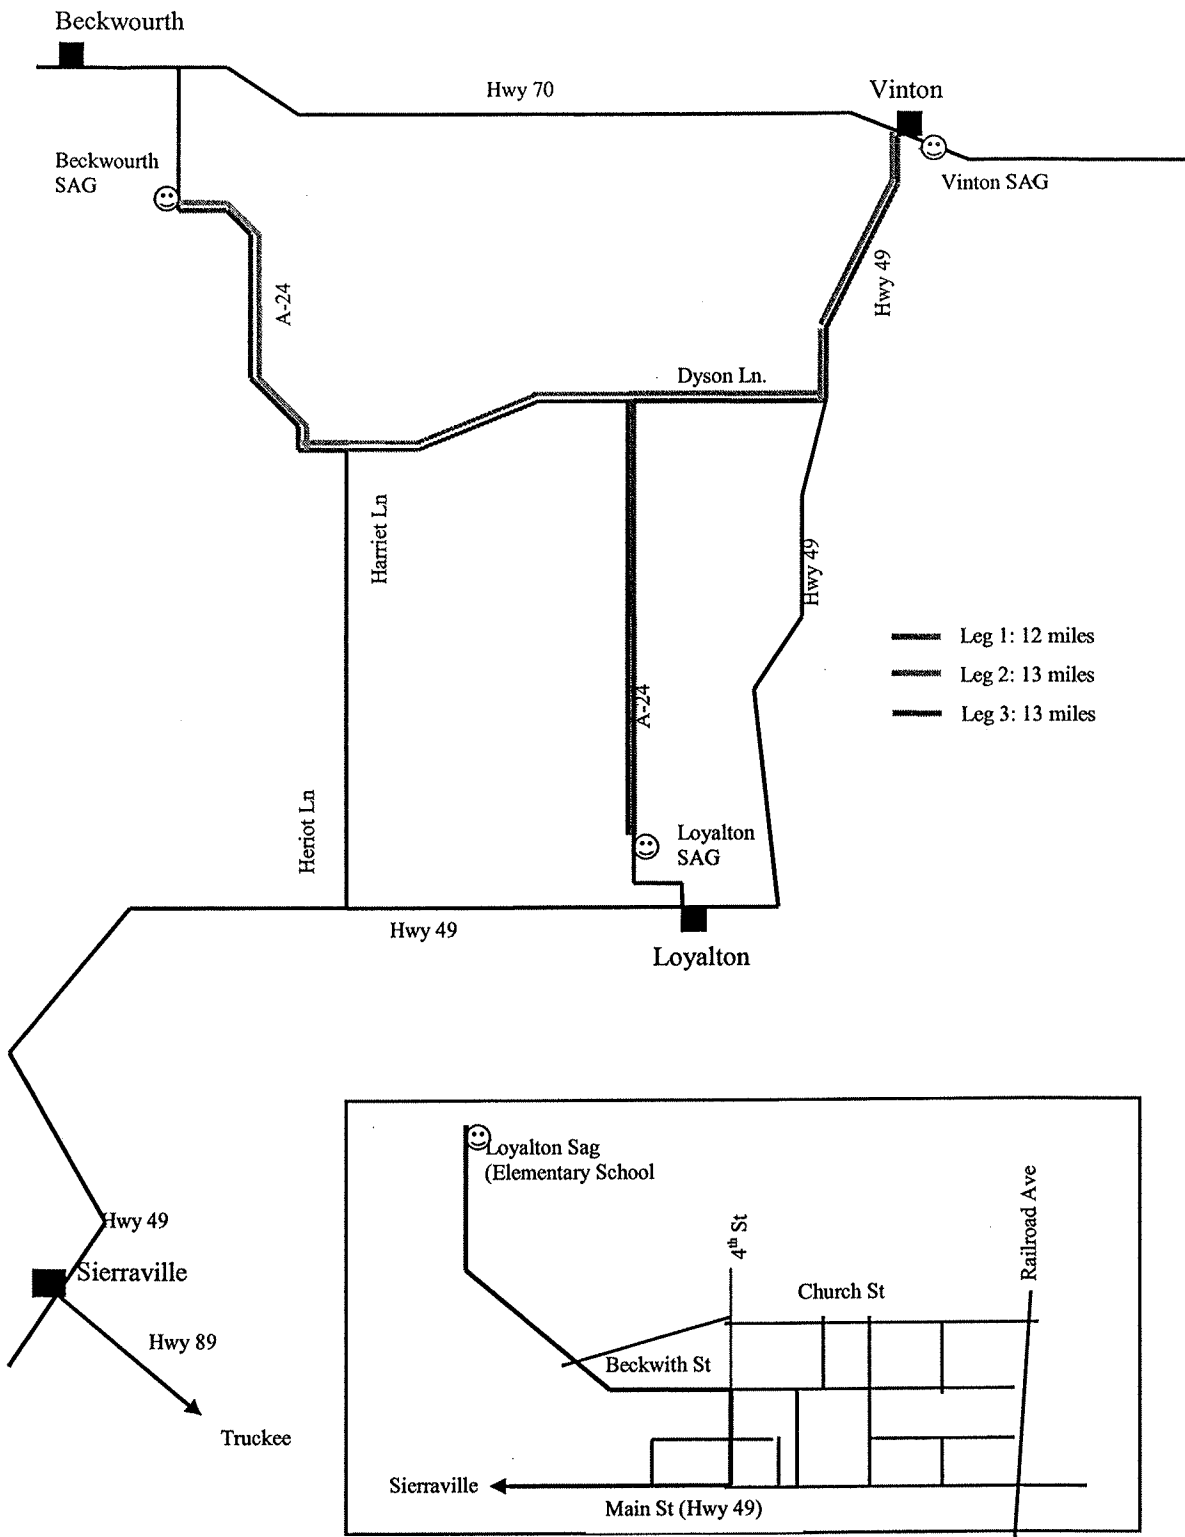 Beckwourth
Hwy 70
Vinton
Beckwourth
SAG
Vinton SAG
A-24
Hwy 49
Dyson Ln.
Harriet Ln
Hwy 49
Leg 1: 12 miles
Leg 2: 13 miles
Leg 3: 13 miles
A-24
Heriot Ln
Loyalton
SAG
Hwy 49
Loyalton
Hwy 49
Sierraville
Hwy 89
Truckee
Loyalton Sag
(Elementary School
4th St
Railroad Ave
Church St
Beckwith St
Sierraville
Main St (Hwy 49)